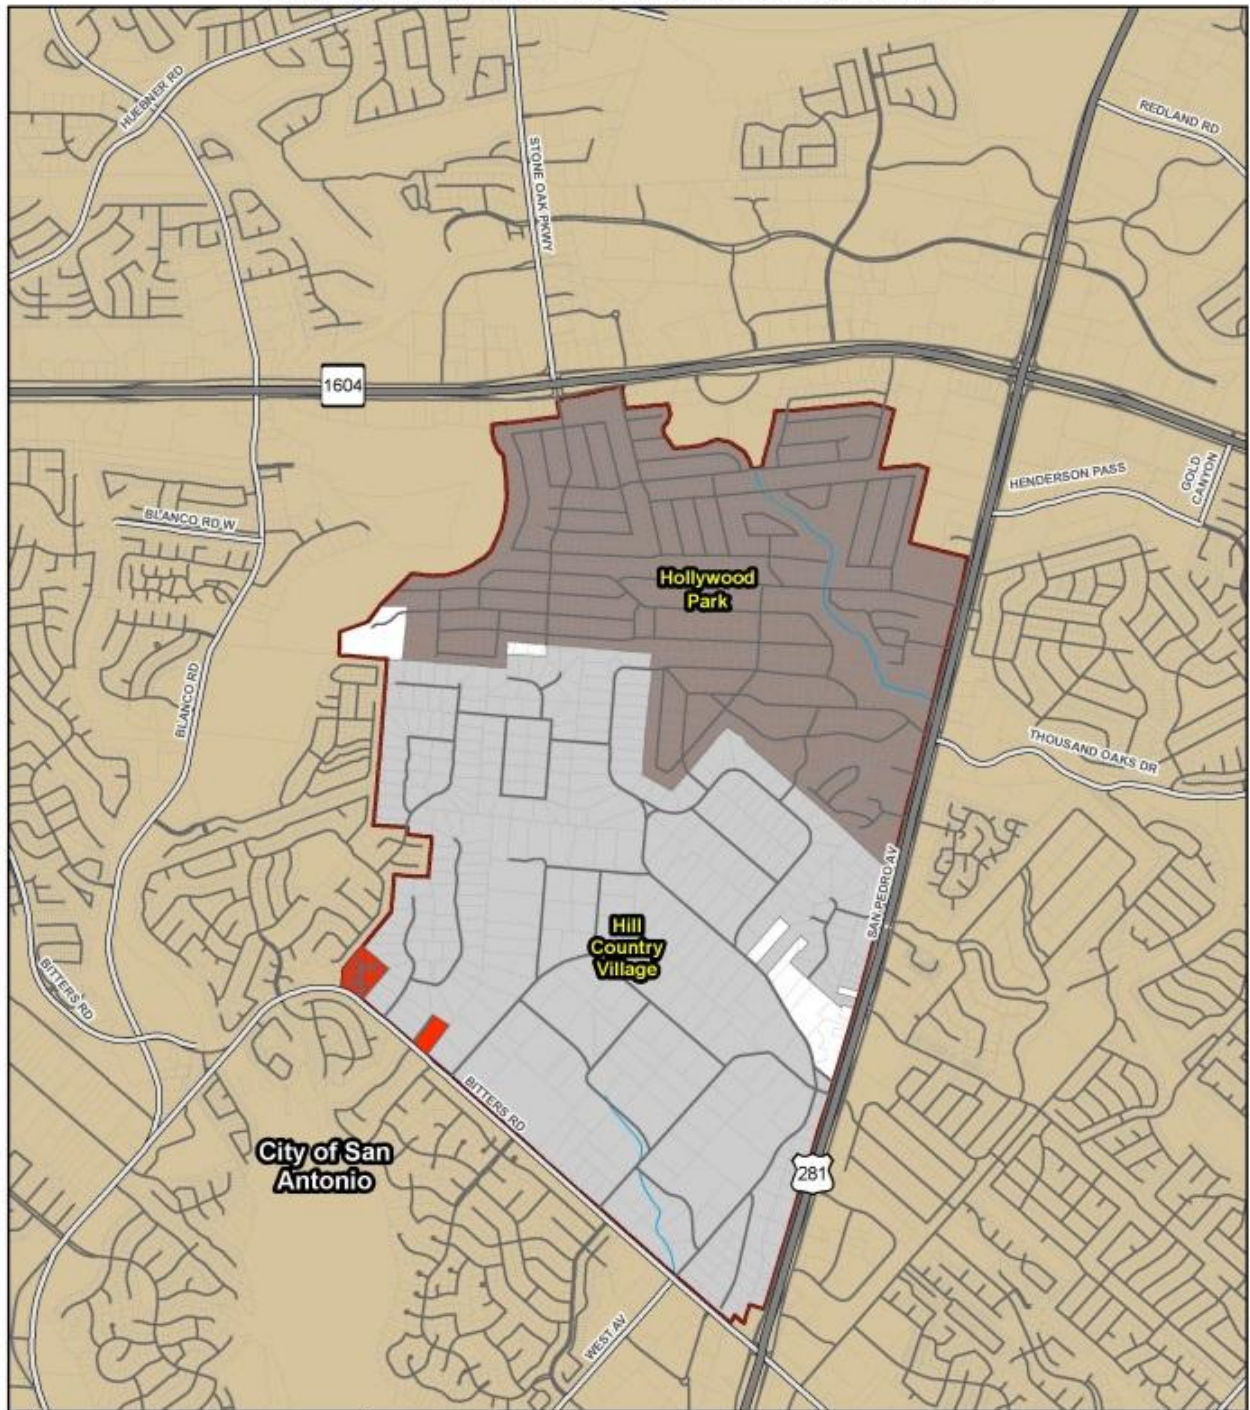 HUEBNER RD
STONE OAK PKWY
REDLAND RD
1604
HENDERSON PASS
GOLD
CANYON
BLANCO RD W
Hollywood
Park
BLANCO RD
THOUSAND OAKS DR
SAN PEDRO AV
Hill
Country
Village
BITTERS RD
BITTERS RD
City of San
Antonio
281
WEST AV